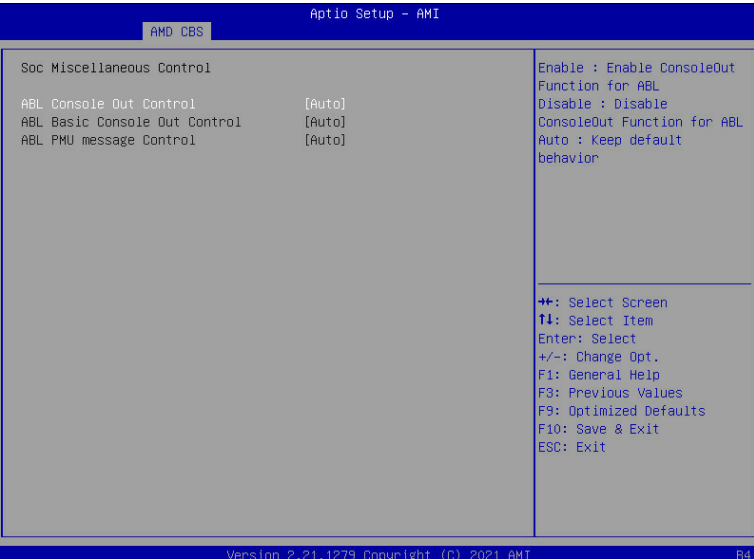 Aptio Setup – AMI
AMD CBS
Soc Miscellaneous Control
ABL Console Out Control [Auto]
ABL Basic Console Out Control [Auto]
ABL PMU message Control [Auto]
Enable : Enable ConsoleOut
Function for ABL
Disable : Disable
ConsoleOut Function for ABL
Auto : Keep default
behavior
→←: Select Screen
↑↓: Select Item
Enter: Select
+/-: Change Opt.
F1: General Help
F3: Previous Values
F9: Optimized Defaults
F10: Save & Exit
ESC: Exit
Version 2.21.1279 Copyright (C) 2021 AMI
B4